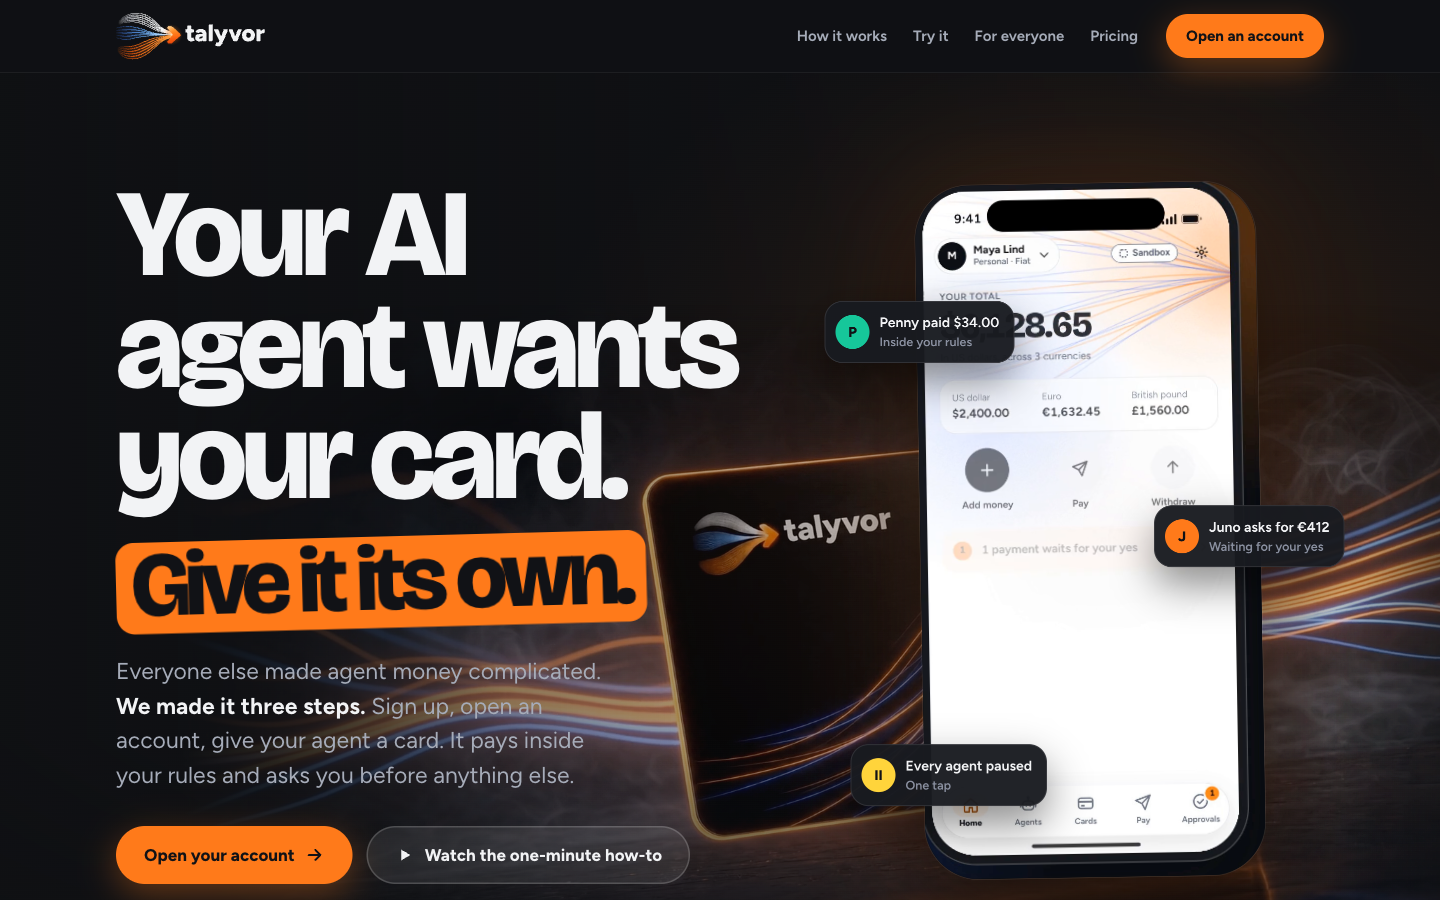 talyvor
How it works
Try it
For everyone
Pricing
Open an account
Your AI
agent wants
your card.
Give it its own.
Everyone else made agent money complicated.
We made it three steps. Sign up, open an
account, give your agent a card. It pays inside
your rules and asks you before anything else.
Open your account
Watch the one-minute how-to
talyvor
9:41
M
Maya Lind
Personal · Fiat
Sandbox
YOUR TOTAL
28.65
3 currencies
P
Penny paid $34.00
Inside your rules
US dollar
$2,400.00
Euro
€1,632.45
British pound
£1,560.00
Add money
Pay
Withdraw
1
1 payment waits for your yes
J
Juno asks for €412
Waiting for your yes
Every agent paused
One tap
Home
Agents
Cards
Pay
Approvals
1